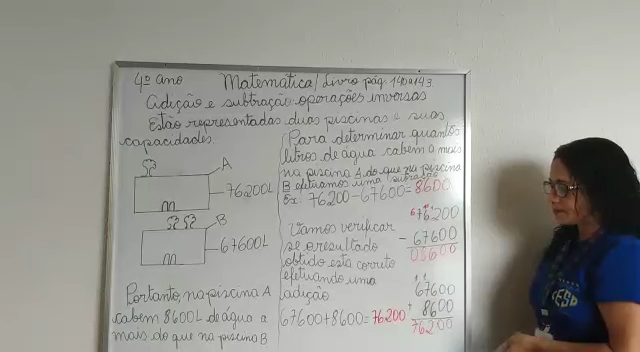 4º ano Matemática/Livro pág. 140 a 143.
Adição e subtração operações inversas
Estão representadas duas piscinas e suas
capacidades.
A
76200L
B
67600L
Portanto, na piscina A
cabem 8600L de água a
mais do que na piscina B
Para determinar quantos
litros de água cabem a mais
na piscina A do que na piscina
B efetuamos uma subtração
Ex: 76200-67600=8600
76200
- 67600
08600
Vamos verificar
se o resultado
obtido está correto
efetuando uma
adição.
67600+8600=76200
67600
+ 8600
76200